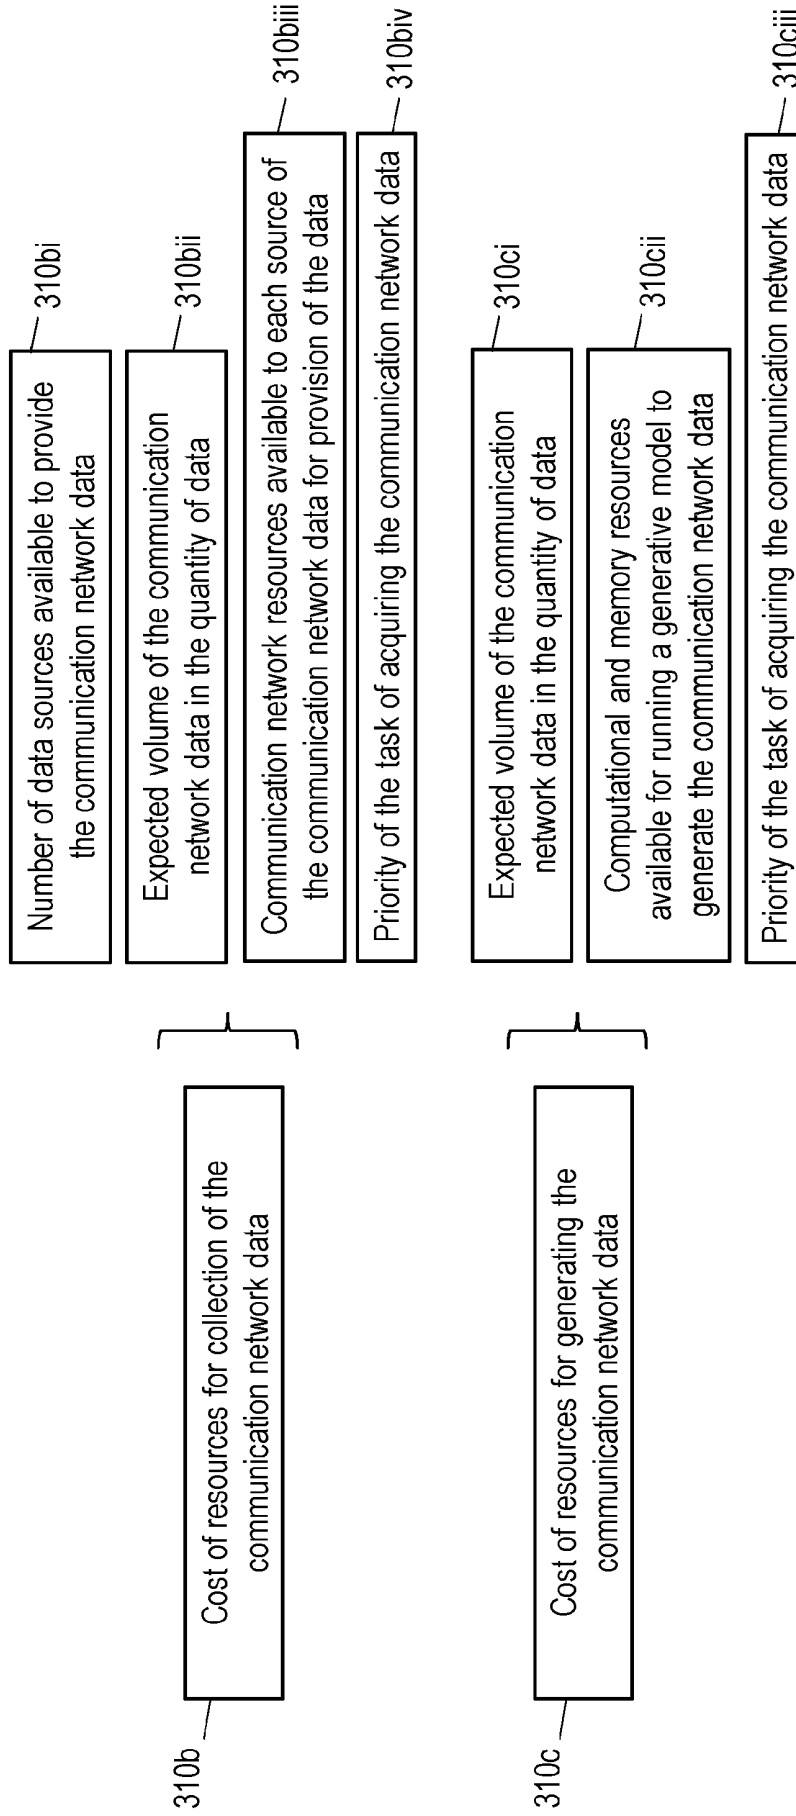 310b
Cost of resources for collection of the
communication network data
310bi
Number of data sources available to provide
the communication network data
310bii
Expected volume of the communication
network data in the quantity of data
310biii
Communication network resources available to each source of
the communication network data for provision of the data
310biv
Priority of the task of acquiring the communication network data
310c
Cost of resources for generating the
communication network data
310ci
Expected volume of the communication
network data in the quantity of data
310cii
Computational and memory resources
available for running a generative model to
generate the communication network data
310ciii
Priority of the task of acquiring the communication network data